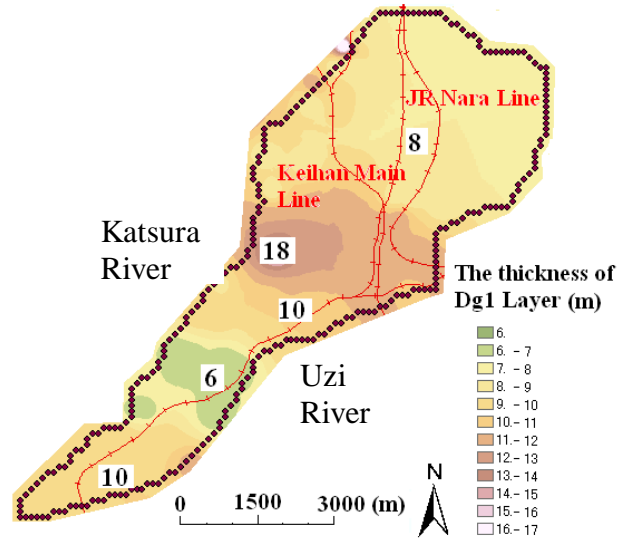 JR Nara Line
8
Keihan Main
Line
Katsura
River
18
The thickness of
Dg1 Layer (m)
10
6.
6. - 7
7. - 8
8. - 9
9. - 10
10. - 11
11. - 12
12. - 13
13. - 14
14. - 15
15. - 16
16. - 17
6
Uzi
River
10
N
0 1500 3000 (m)